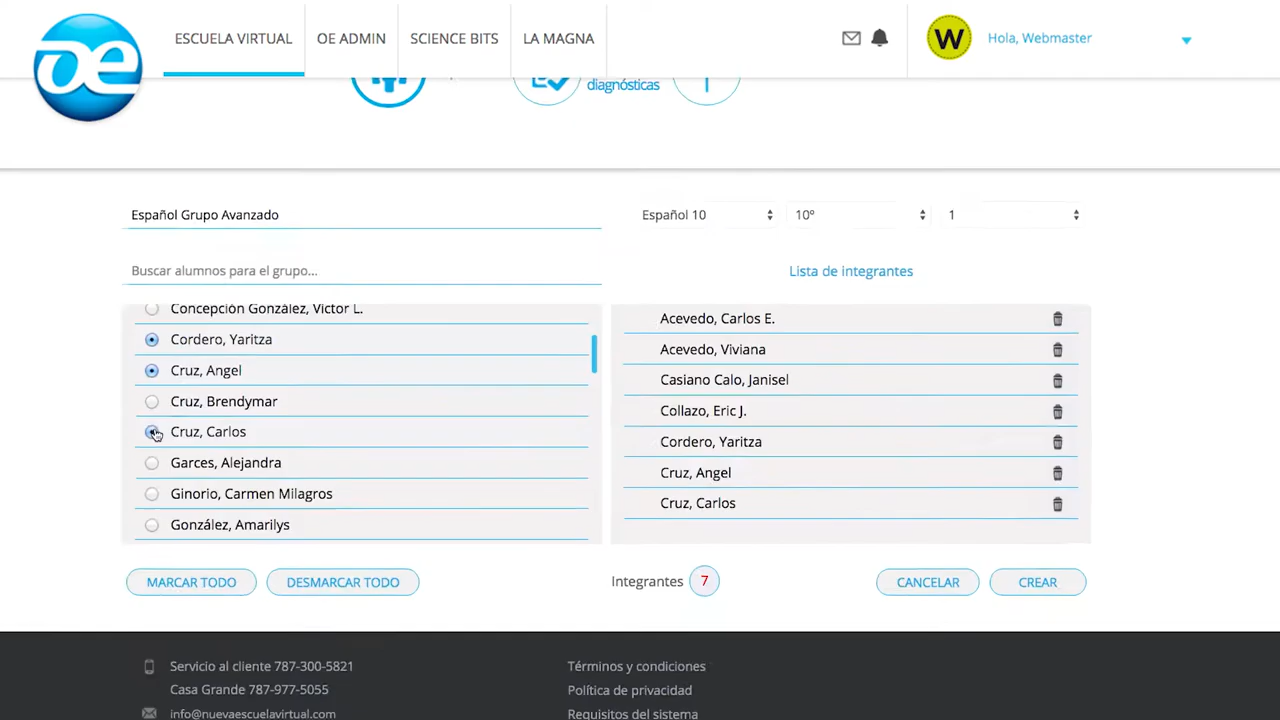 oe
ESCUELA VIRTUAL
OE ADMIN
SCIENCE BITS
LA MAGNA
W
Hola, Webmaster
diagnósticas
Español Grupo Avanzado
Español 10
10º
1
Buscar alumnos para el grupo...
Lista de integrantes
Concepción González, Victor L.
Cordero, Yaritza
Cruz, Angel
Cruz, Brendymar
Cruz, Carlos
Garces, Alejandra
Ginorio, Carmen Milagros
González, Amarilys
Acevedo, Carlos E.
Acevedo, Viviana
Casiano Calo, Janisel
Collazo, Eric J.
Cordero, Yaritza
Cruz, Angel
Cruz, Carlos
MARCAR TODO
DESMARCAR TODO
Integrantes 7
CANCELAR
CREAR
Servicio al cliente 787-300-5821
Casa Grande 787-977-5055
info@nuevaescuelavirtual.com
Términos y condiciones
Política de privacidad
Requisitos del sistema